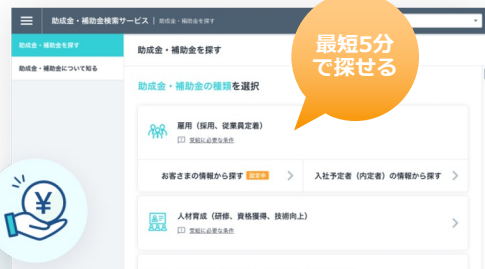 助成金・補助金検索サービス | 助成金・補助金を探す
最短5分
で探せる
助成金・補助金を探す
助成金・補助金について知る
助成金・補助金を探す
助成金・補助金の種類を選択
雇用（採用、従業員定着）
受給に必要な条件
お客さまの情報から探す 設定中
入社予定者（内定者）の情報から探す
人材育成（研修、資格獲得、技術向上）
受給に必要な条件
¥